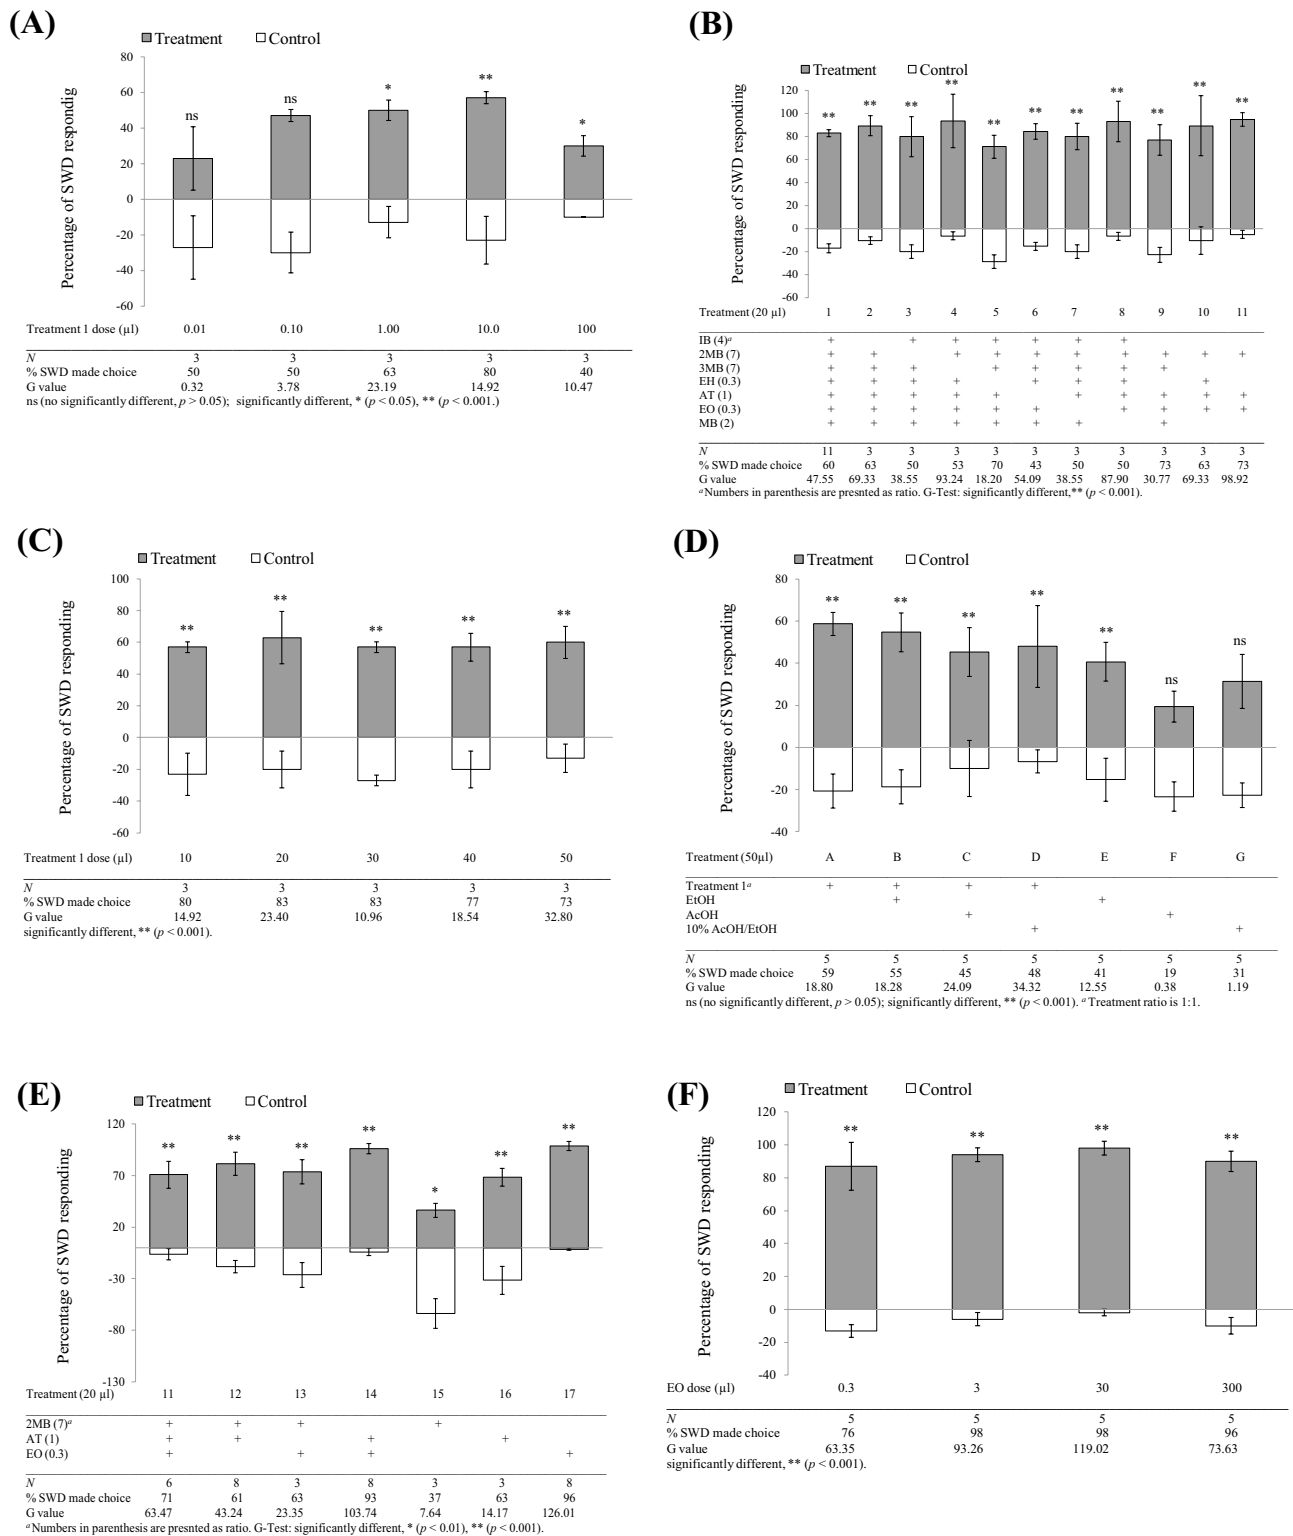 (A)
Treatment Control
Percentage of SWD respondig
80
60
40
20
0
-20
-40
-60
ns ns * ** *
Treatment 1 dose (µl) 0.01 0.10 1.00 10.0 100
N 3 3 3 3 3
% SWD made choice 50 50 63 80 40
G value 0.32 3.78 23.19 14.92 10.47
ns (no significantly different, p > 0.05); significantly different, * (p < 0.05), ** (p < 0.001.)
(B)
Treatment Control
Percentage of SWD responding
120
100
80
60
40
20
0
-20
-40
-60
** ** ** ** ** ** ** ** ** ** **
Treatment (20 µl) 1 2 3 4 5 6 7 8 9 10 11
IB (4)ᵃ + + + + + + +
2MB (7) + + + + + + + + + +
3MB (7) + + + + + + + +
EH (0.3) + + + + + + + +
AT (1) + + + + + + + + + +
EO (0.3) + + + + + + + + + +
MB (2) + + + + + + + +
N 11 3 3 3 3 3 3 3 3 3 3
% SWD made choice 60 63 50 53 70 43 50 50 73 63 73
G value 47.55 69.33 38.55 93.24 18.20 54.09 38.55 87.90 30.77 69.33 98.92
ᵃ Numbers in parenthesis are presnted as ratio. G-Test: significantly different,** (p < 0.001).
(C)
Treatment Control
Percentage of SWD responding
100
80
60
40
20
0
-20
-40
-60
** ** ** ** **
Treatment 1 dose (µl) 10 20 30 40 50
N 3 3 3 3 3
% SWD made choice 80 83 83 77 73
G value 14.92 23.40 10.96 18.54 32.80
significantly different, ** (p < 0.001).
(D)
Treatment Control
Percentage of SWD responding
80
60
40
20
0
-20
-40
** ** ** ** ** ns ns
Treatment (50µl) A B C D E F G
Treatment 1ᵃ + + + +
EtOH + +
AcOH + +
10% AcOH/EtOH + +
N 5 5 5 5 5 5 5
% SWD made choice 59 55 45 48 41 19 31
G value 18.80 18.28 24.09 34.32 12.55 0.38 1.19
ns (no significantly different, p > 0.05); significantly different, ** (p < 0.001). ᵃ Treatment ratio is 1:1.
(E)
Treatment Control
Percentage of SWD responding
120
70
20
-30
-80
-130
** ** ** ** * ** **
Treatment (20 µl) 11 12 13 14 15 16 17
2MB (7)ᵃ + + + +
AT (1) + + + +
EO (0.3) + + + +
N 6 8 3 8 3 3 8
% SWD made choice 71 61 63 93 37 63 96
G value 63.47 43.24 23.35 103.74 7.64 14.17 126.01
ᵃ Numbers in parenthesis are presnted as ratio. G-Test: significantly different, * (p < 0.01), ** (p < 0.001).
(F)
Treatment Control
Percentage of SWD responding
120
100
80
60
40
20
0
-20
-40
** ** ** **
EO dose (µl) 0.3 3 30 300
N 5 5 5 5
% SWD made choice 76 98 98 96
G value 63.35 93.26 119.02 73.63
significantly different, ** (p < 0.001).